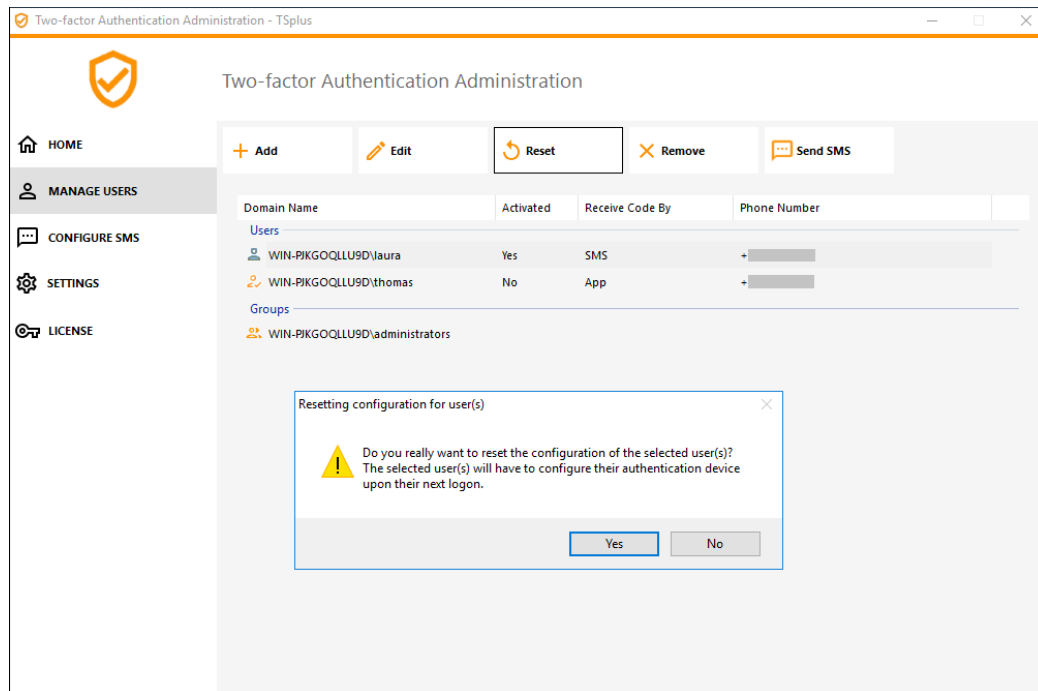 Two-factor Authentication Administration - TSplus
Two-factor Authentication Administration
HOME
MANAGE USERS
CONFIGURE SMS
SETTINGS
LICENSE
Add Edit Reset Remove Send SMS
Domain Name Activated Receive Code By Phone Number
Users
WIN-PJKGOQLLU9D\laura Yes SMS +
WIN-PJKGOQLLU9D\thomas No App +
Groups
WIN-PJKGOQLLU9D\administrators
Resetting configuration for user(s)
Do you really want to reset the configuration of the selected user(s)?
The selected user(s) will have to configure their authentication device
upon their next logon.
Yes No